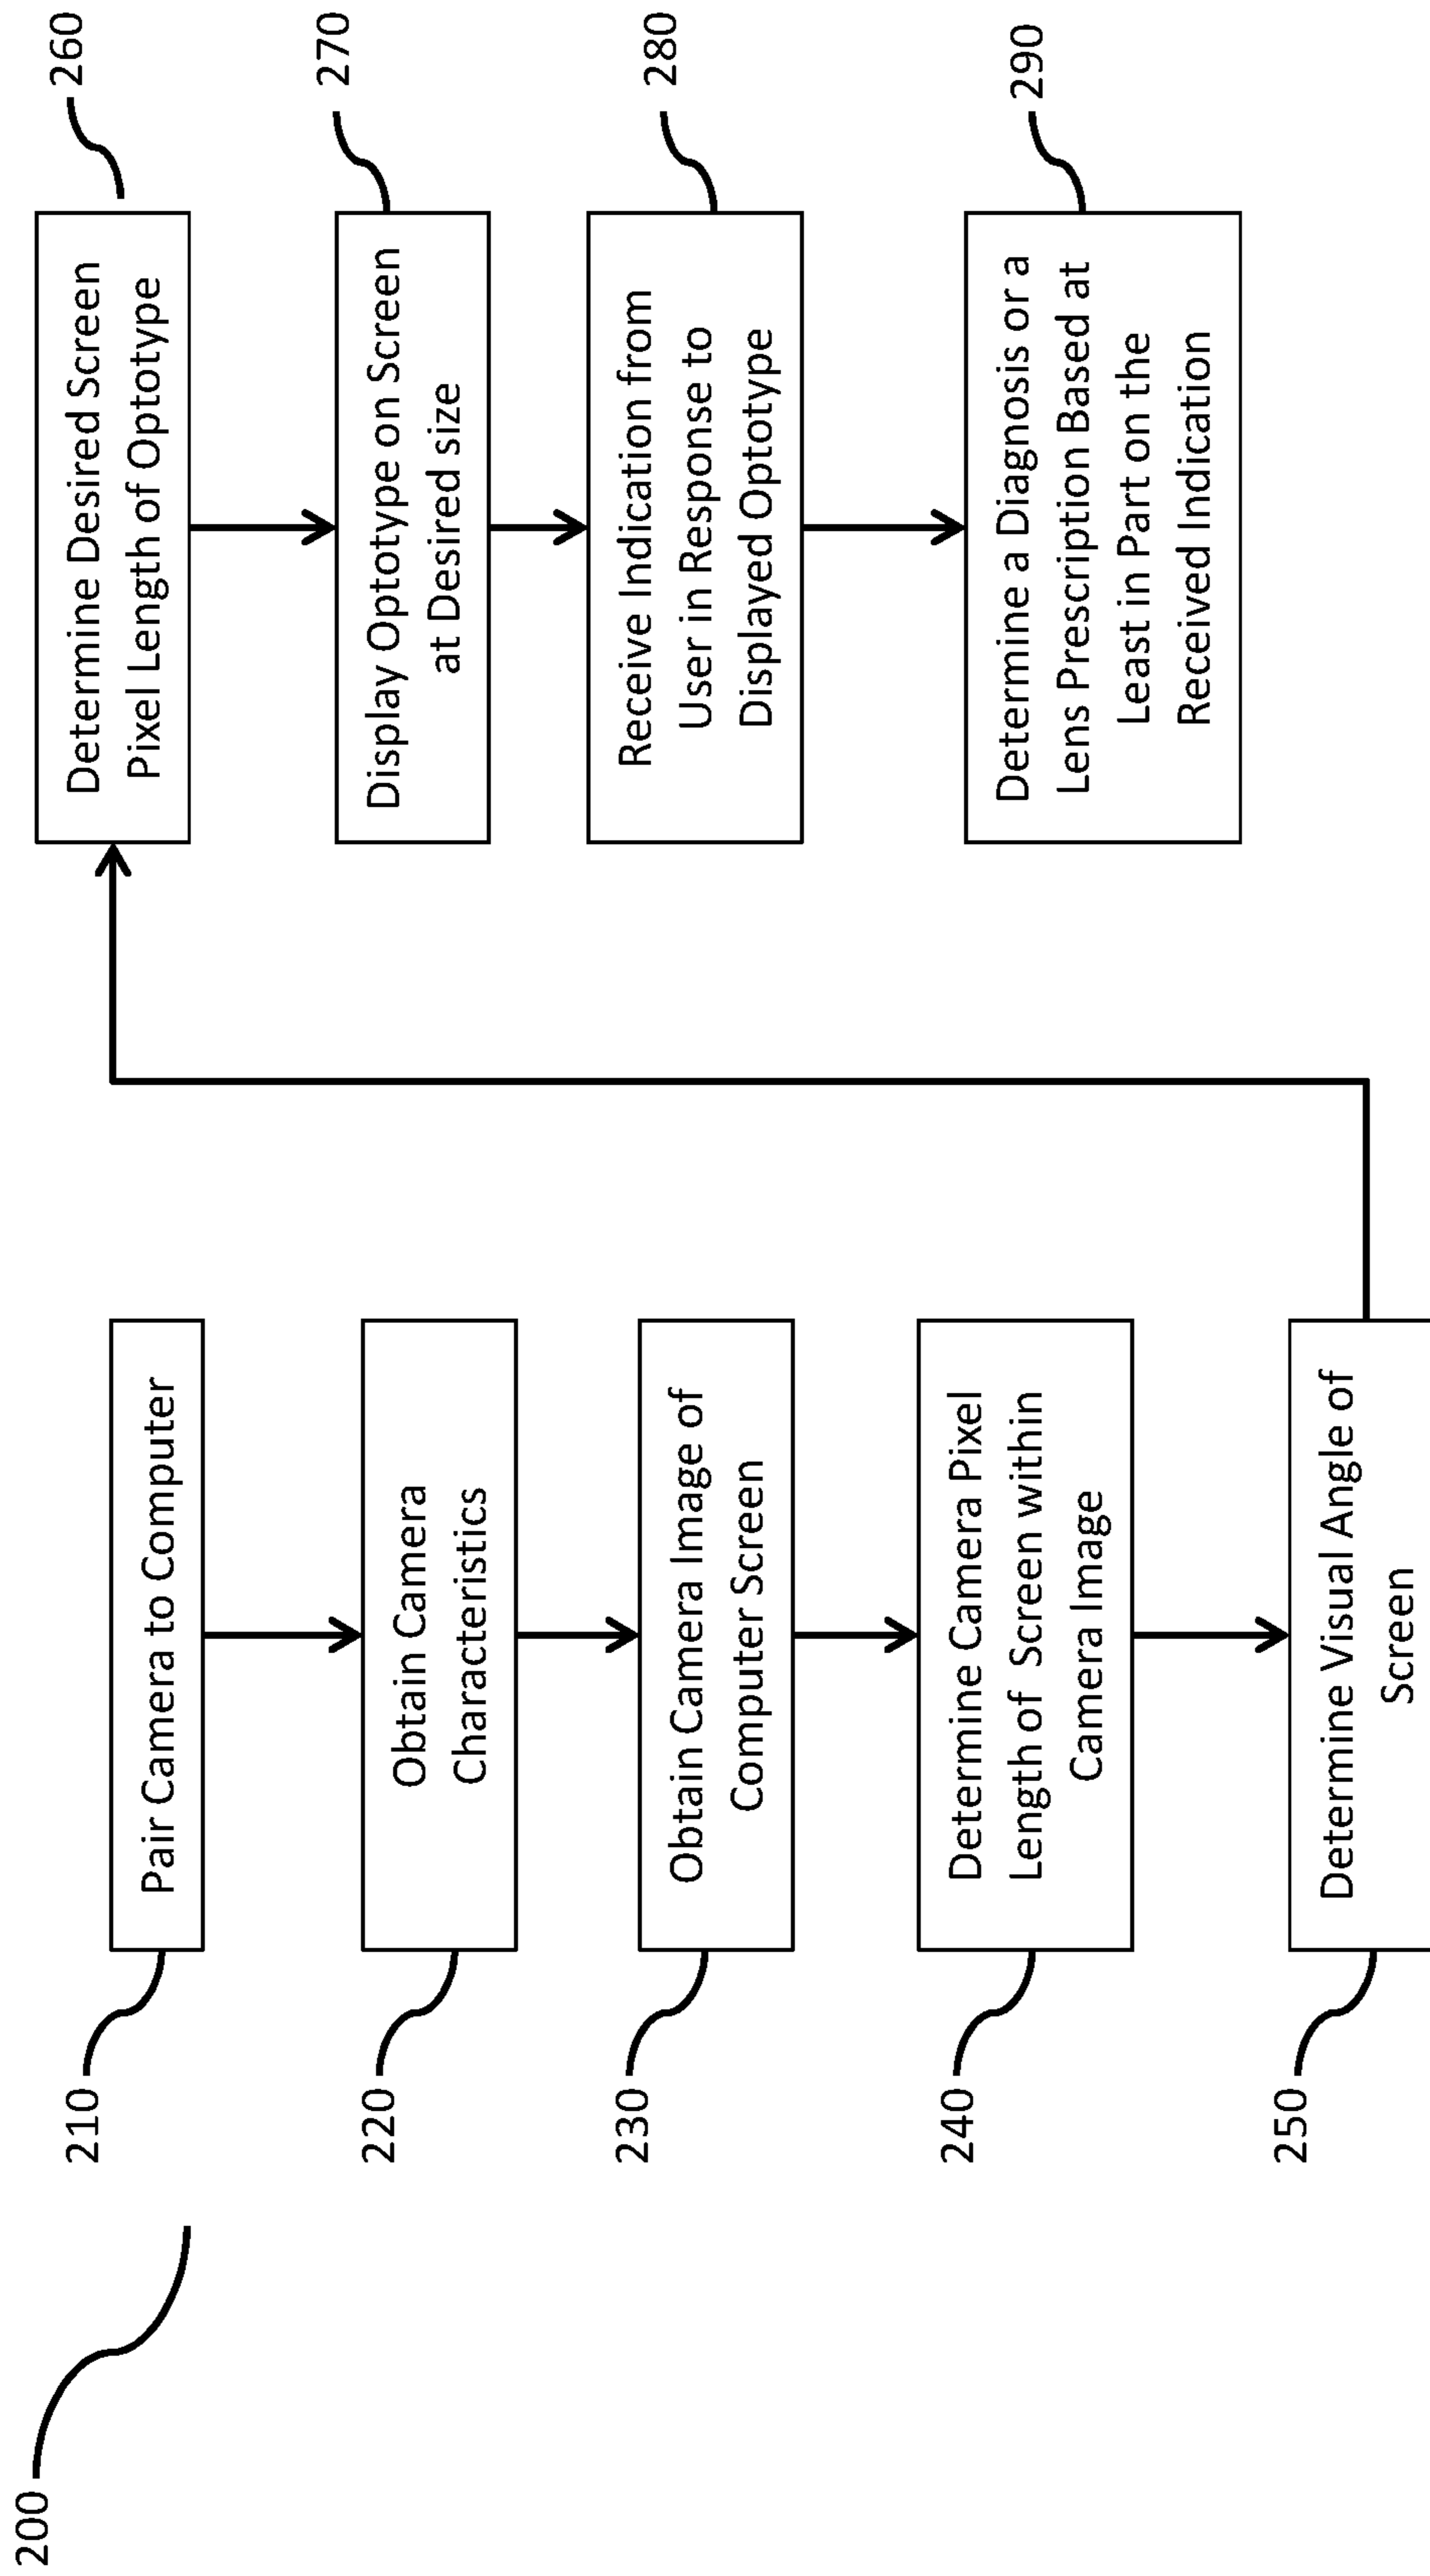 200
210
Pair Camera to Computer
220
Obtain Camera
Characteristics
230
Obtain Camera Image of
Computer Screen
240
Determine Camera Pixel
Length of Screen within
Camera Image
250
Determine Visual Angle of
Screen
260
Determine Desired Screen
Pixel Length of Optotype
270
Display Optotype on Screen
at Desired size
280
Receive Indication from
User in Response to
Displayed Optotype
290
Determine a Diagnosis or a
Lens Prescription Based at
Least in Part on the
Received Indication